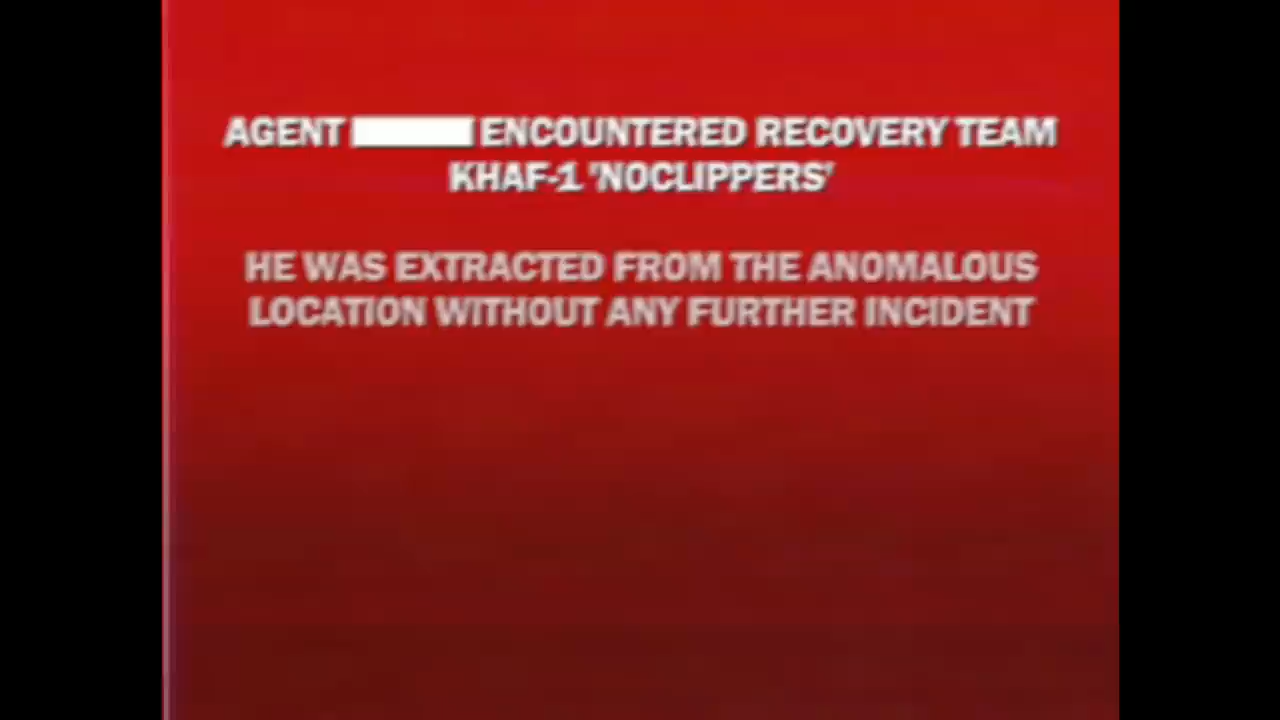 AGENT ENCOUNTERED RECOVERY TEAM
KHAF-1 'NOCLIPPERS'
HE WAS EXTRACTED FROM THE ANOMALOUS
LOCATION WITHOUT ANY FURTHER INCIDENT